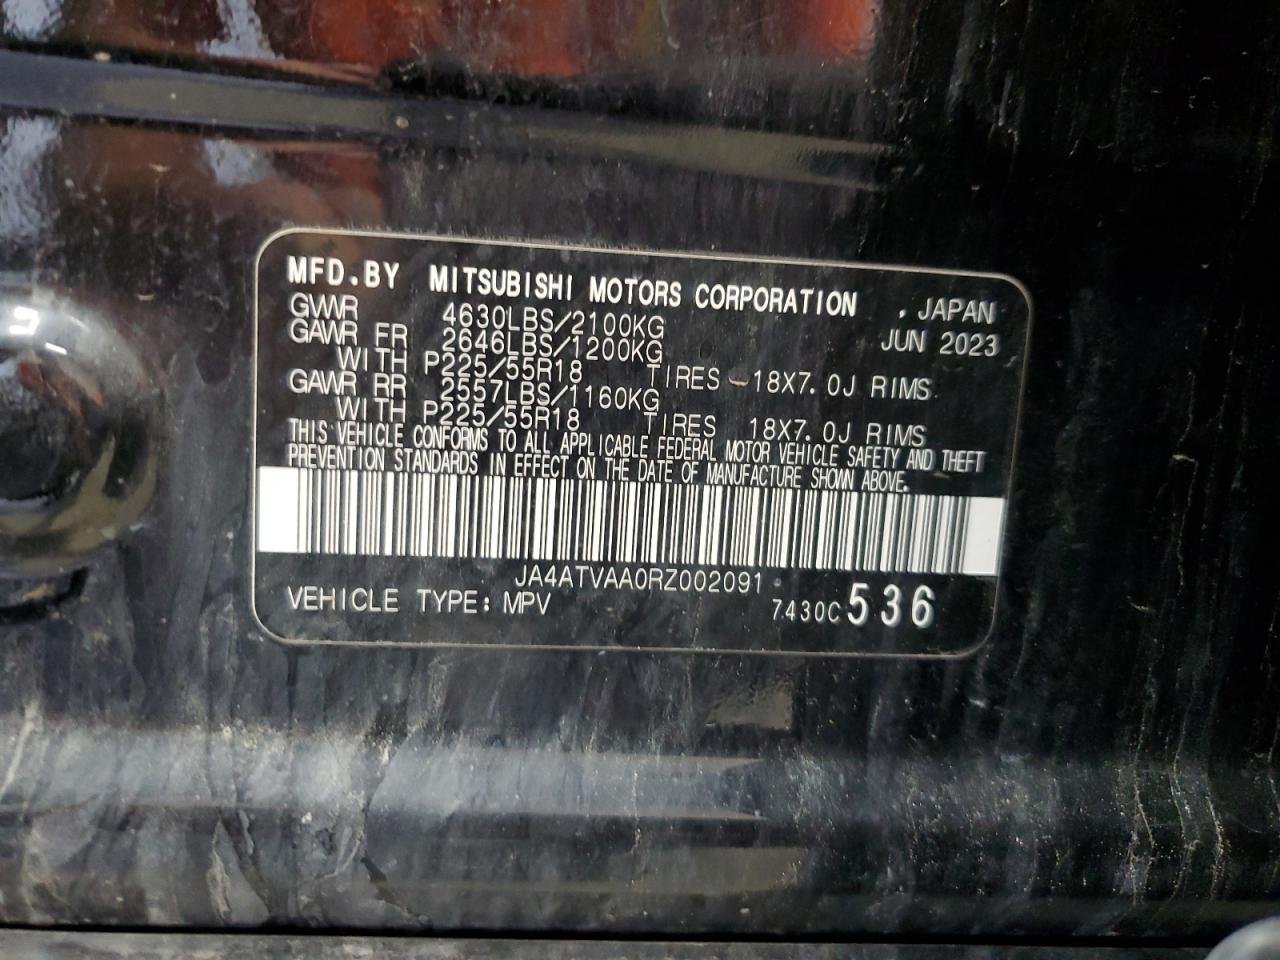 MFD.BY MITSUBISHI MOTORS CORPORATION . JAPAN
GVWR 4630LBS/2100KG JUN 2023
GAWR FR 2646LBS/1200KG
WITH P225/55R18 TIRES 18X7.0J RIMS
GAWR RR 2557LBS/1160KG
WITH P225/55R18 TIRES 18X7.0J RIMS
THIS VEHICLE CONFORMS TO ALL APPLICABLE FEDERAL MOTOR VEHICLE SAFETY AND THEFT
PREVENTION STANDARDS IN EFFECT ON THE DATE OF MANUFACTURE SHOWN ABOVE.
JA4ATVAA0RZ002091
VEHICLE TYPE: MPV 7430C 536